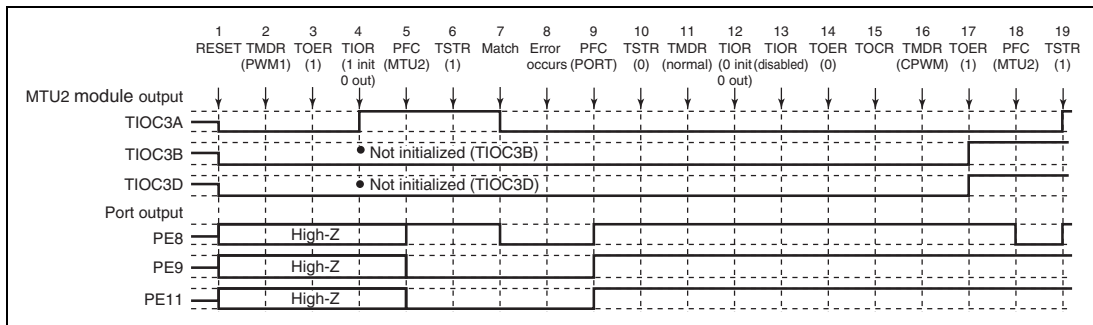 1 2 3 4 5 6 7 8 9 10 11 12 13 14 15 16 17 18 19
RESET TMDR TOER TIOR PFC TSTR Match Error PFC TSTR TMDR TIOR TIOR TOER TOCR TMDR TOER PFC TSTR
(PWM1) (1) (1 init (MTU2) (1) occurs (PORT) (0) (normal) (0 init (disabled) (0) (CPWM) (1) (MTU2) (1)
0 out) out)
MTU2 module output
TIOC3A
TIOC3B • Not initialized (TIOC3B)
TIOC3D • Not initialized (TIOC3D)
Port output
PE8 High-Z
PE9 High-Z
PE11 High-Z